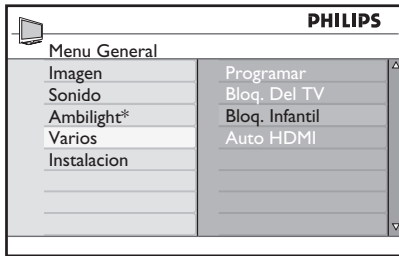 PHILIPS
Menu General
Imagen
Sonido
Ambilight*
Varios
Instalacion
Programar
Bloq. Del TV
Bloq. Infantil
Auto HDMI